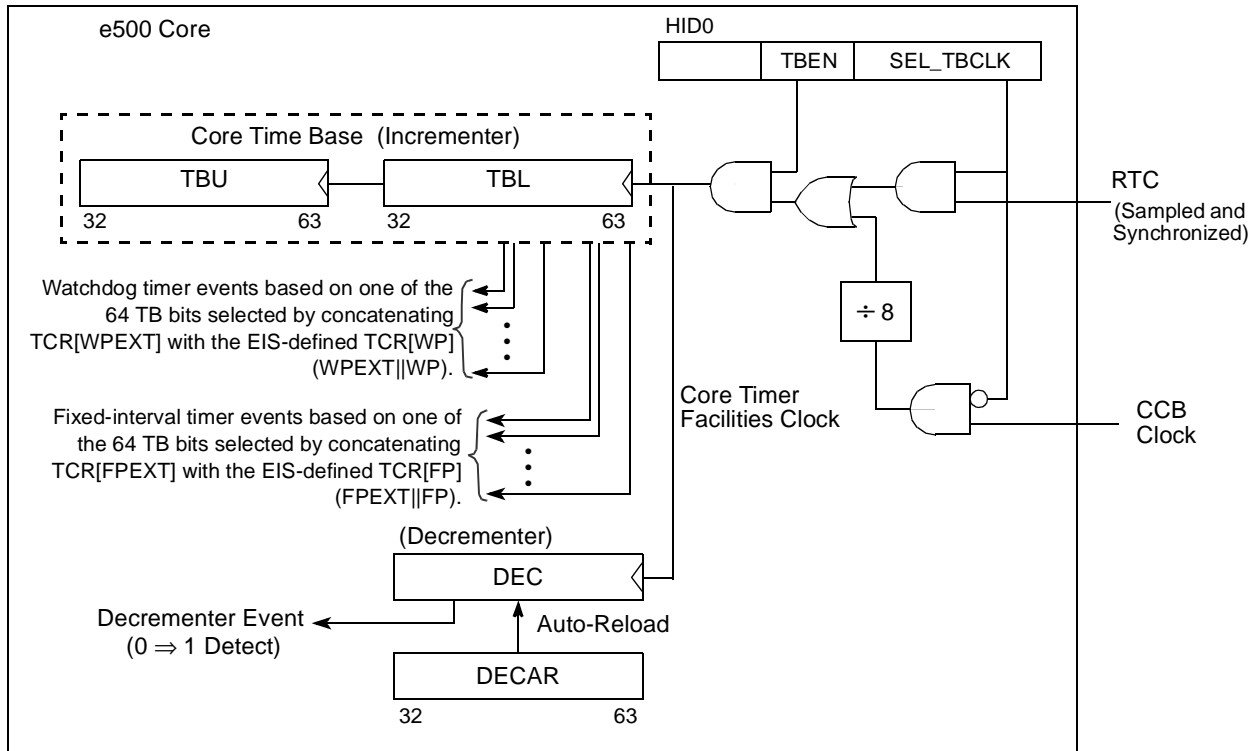 e500 Core
HID0
TBEN
SEL_TBCLK
Core Time Base (Incrementer)
TBU
TBL
32
63
32
63
RTC
(Sampled and
Synchronized)
Watchdog timer events based on one of the
64 TB bits selected by concatenating
TCR[WPEXT] with the EIS-defined TCR[WP]
(WPEXT||WP).
÷ 8
Core Timer
Facilities Clock
CCB
Clock
Fixed-interval timer events based on one of
the 64 TB bits selected by concatenating
TCR[FPEXT] with the EIS-defined TCR[FP]
(FPEXT||FP).
(Decrementer)
DEC
Decrementer Event
(0 ⇒ 1 Detect)
Auto-Reload
DECAR
32
63